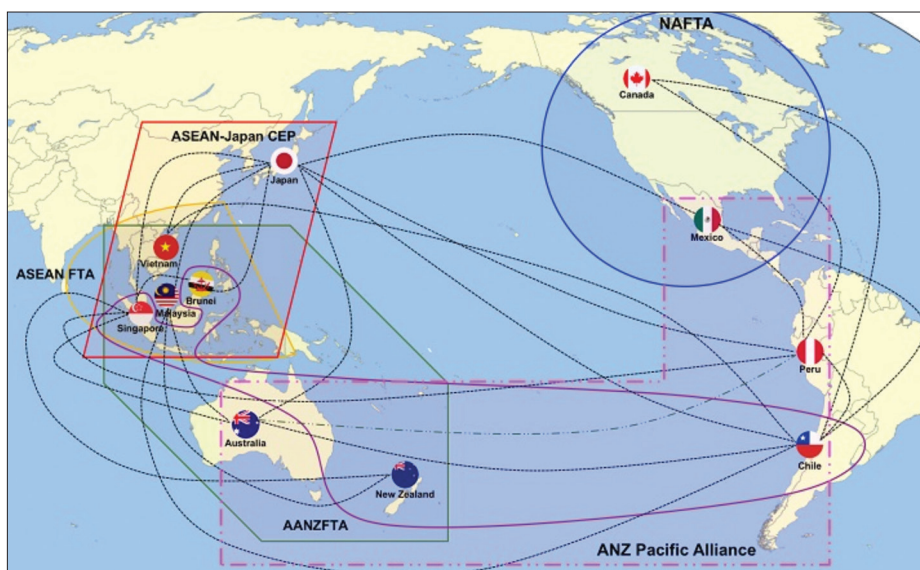 NAFTA
Canada
ASEAN-Japan CEP
Japan
Mexico
Vietnam
ASEAN FTA
Brunei
Malaysia
Singapore
Peru
Australia
Chile
New Zealand
AANZFTA
ANZ Pacific Alliance